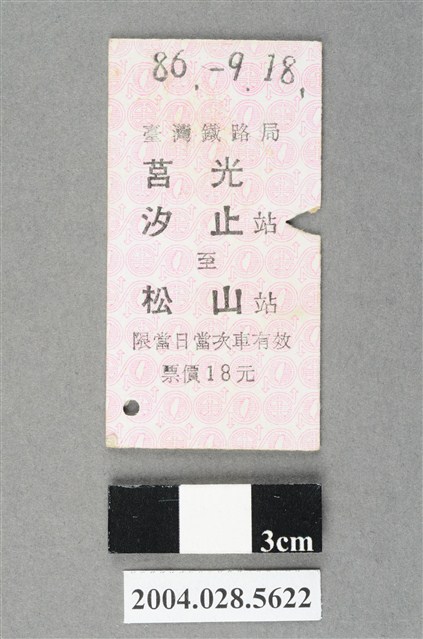 86.-9.18.
臺灣鐵路局
莒光
汐止站
至
松山站
限當日當次車有效
票價18元
3cm
2004.028.5622